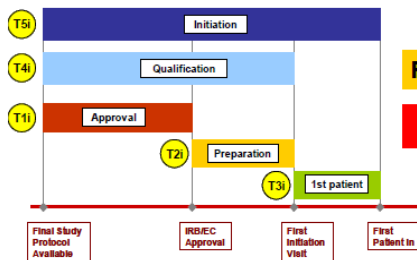 T5i
Initiation
T4i
Qualification
T1i
Approval
T2i
Preparation
T3i
1st patient
Final Study
Protocol
Available
IRB/EC
Approval
First
Initiation
Visit
First
Patient In